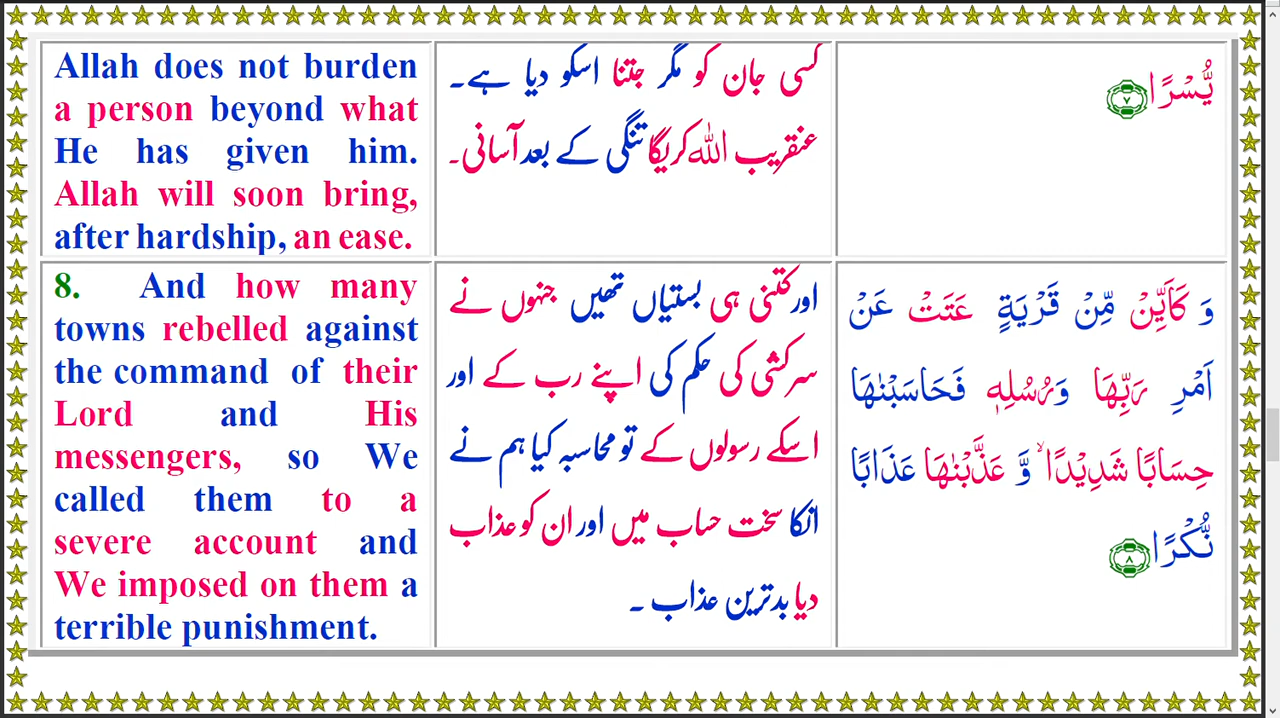 Allah does not burden
a person beyond what
He has given him.
Allah will soon bring,
after hardship, an ease.
کسی جان کو مگر جتنا اسکو دیا ہے۔
عنقریب اللہ کریگا تنگی کے بعد آسانی۔
يُّسْرًا ۷
8. And how many
towns rebelled against
the command of their
Lord and His
messengers, so We
called them to a
severe account and
We imposed on them a
terrible punishment.
اور کتنی ہی بستیاں تھیں جنہوں نے
سرکشی کی حکم کی اپنے رب کے اور
اسکے رسولوں کے تو محاسبہ کیا ہم نے
انکا سخت حساب میں اور ان کو عذاب
دیا بدترین عذاب ۔
وَ كَاَيِّنْ مِّنْ قَرْيَةٍ عَتَتْ عَنْ
اَمْرِ رَبِّهَا وَرُسُلِهٖ فَحَاسَبْنٰهَا
حِسَابًا شَدِيْدًاۙ وَّ عَذَّبْنٰهَا عَذَابًا
نُّكْرًا ۸